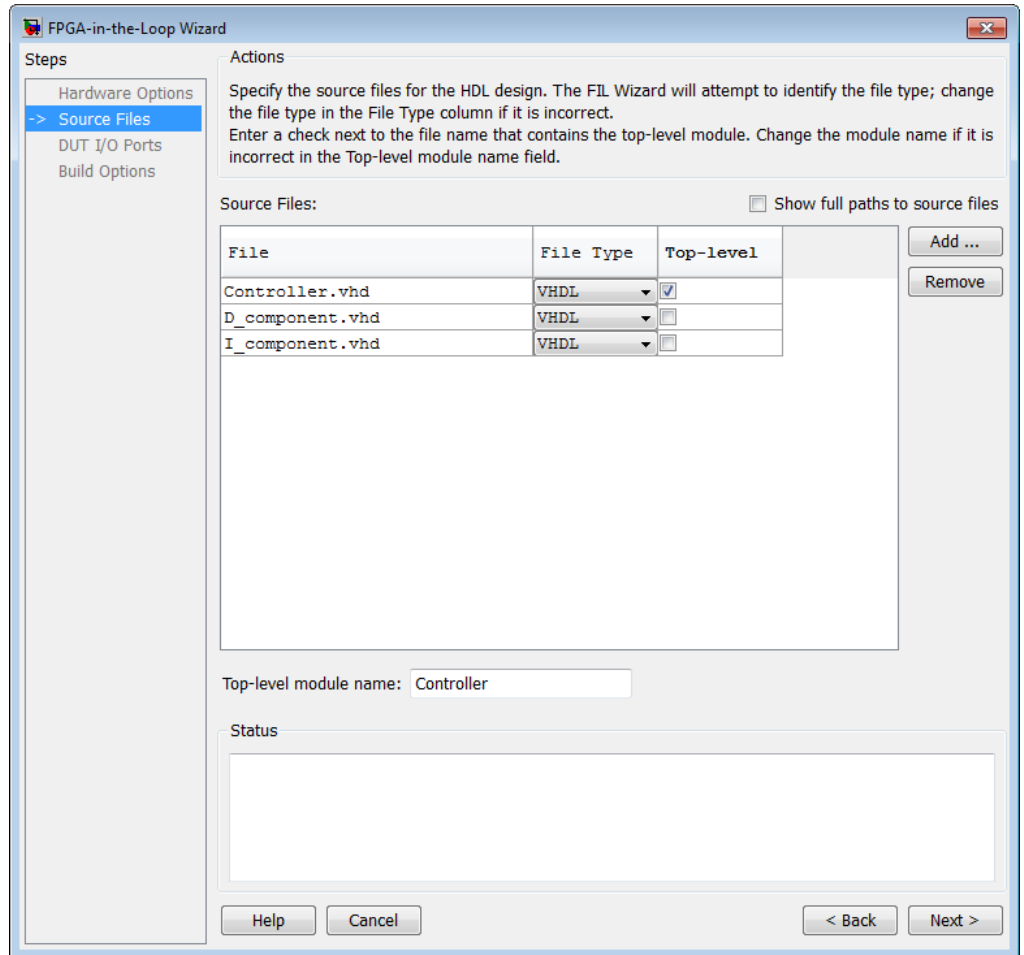 FPGA-in-the-Loop Wizard
Steps
Hardware Options
-> Source Files
DUT I/O Ports
Build Options
Actions
Specify the source files for the HDL design. The FIL Wizard will attempt to identify the file type; change
the file type in the File Type column if it is incorrect.
Enter a check next to the file name that contains the top-level module. Change the module name if it is
incorrect in the Top-level module name field.
Source Files:
Show full paths to source files
File File Type Top-level
Controller.vhd VHDL
D_component.vhd VHDL
I_component.vhd VHDL
Add ...
Remove
Top-level module name: Controller
Status
Help Cancel < Back Next >